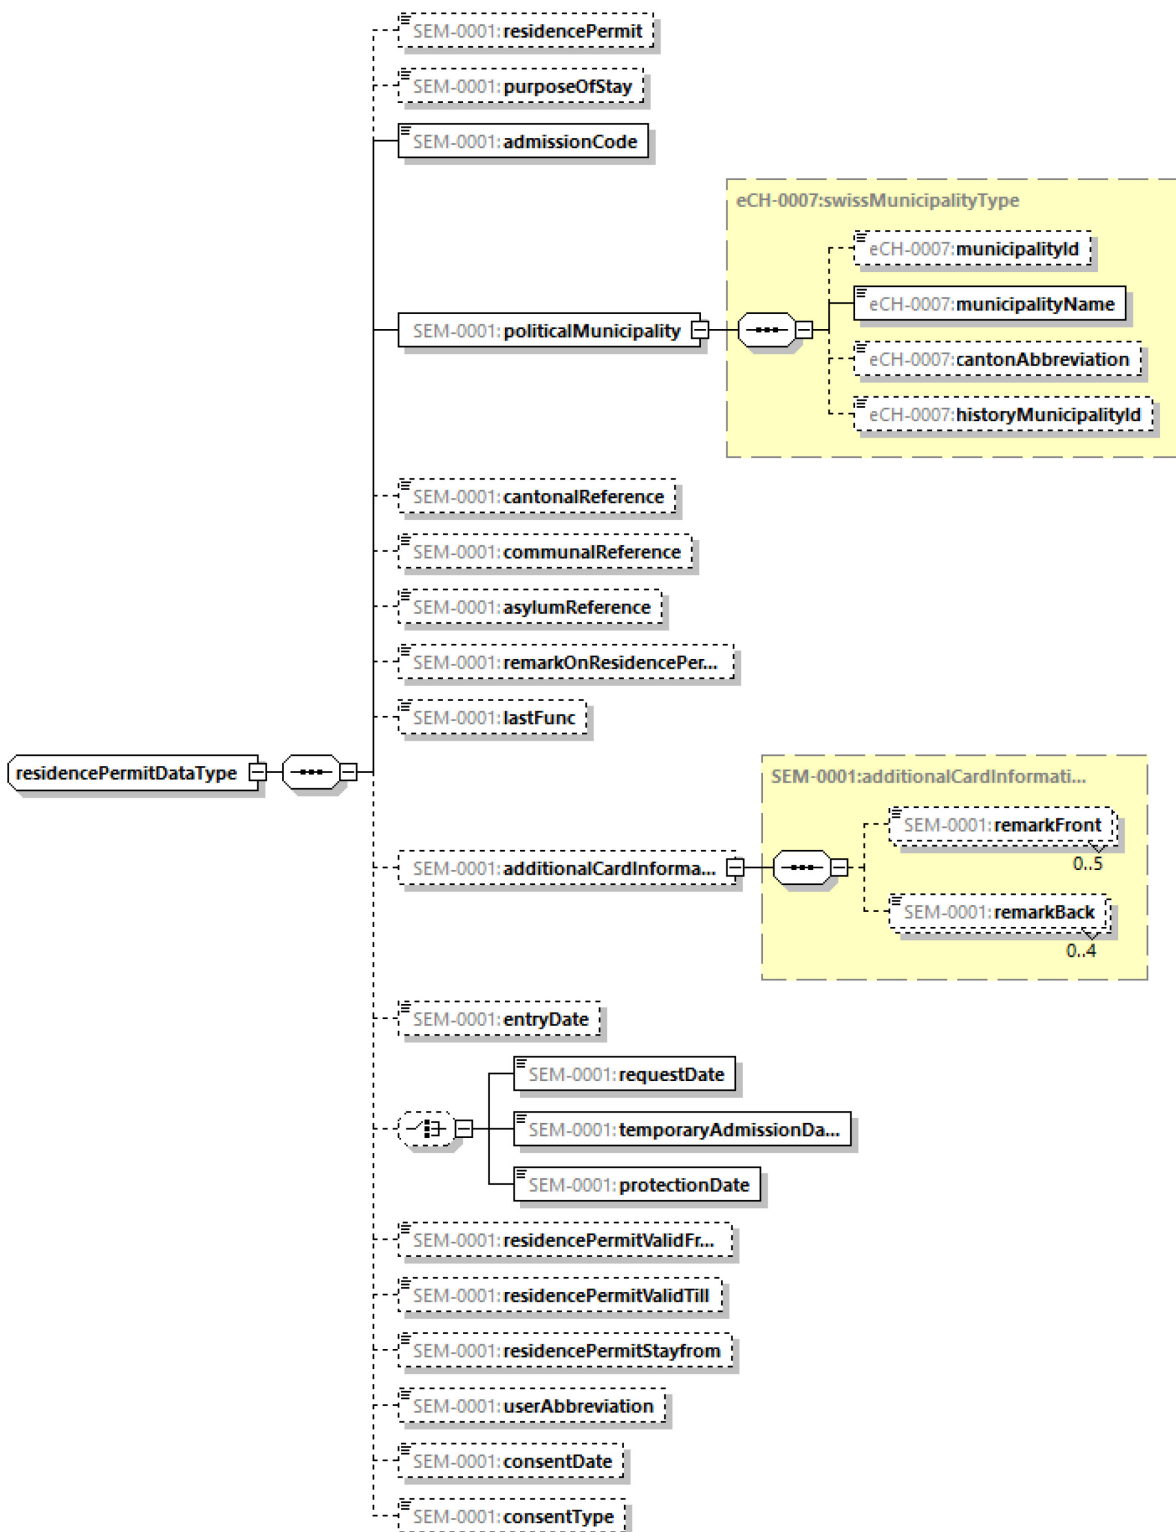 SEM-0001:residencePermit
SEM-0001:purposeOfStay
SEM-0001:admissionCode
eCH-0007:swissMunicipalityType
eCH-0007:municipalityId
eCH-0007:municipalityName
SEM-0001:politicalMunicipality
eCH-0007:cantonAbbreviation
eCH-0007:historyMunicipalityId
SEM-0001:cantonalReference
SEM-0001:communalReference
SEM-0001:asylumReference
SEM-0001:remarkOnResidencePer...
SEM-0001:lastFunc
residencePermitDataType
SEM-0001:additionalCardInformati...
SEM-0001:remarkFront
0..5
SEM-0001:additionalCardInforma...
SEM-0001:remarkBack
0..4
SEM-0001:entryDate
SEM-0001:requestDate
SEM-0001:temporaryAdmissionDa...
SEM-0001:protectionDate
SEM-0001:residencePermitValidFr...
SEM-0001:residencePermitValidTill
SEM-0001:residencePermitStayfrom
SEM-0001:userAbbreviation
SEM-0001:consentDate
SEM-0001:consentType